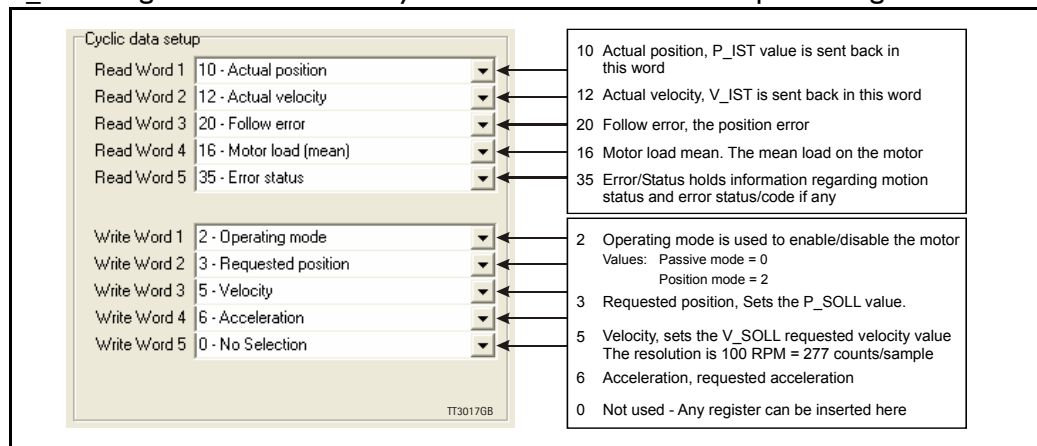 Cyclic data setup
Read Word 1 10 - Actual position
Read Word 2 12 - Actual velocity
Read Word 3 20 - Follow error
Read Word 4 16 - Motor load (mean)
Read Word 5 35 - Error status
Write Word 1 2 - Operating mode
Write Word 2 3 - Requested position
Write Word 3 5 - Velocity
Write Word 4 6 - Acceleration
Write Word 5 0 - No Selection
TT3017GB
10 Actual position, P_IST value is sent back in
this word
12 Actual velocity, V_IST is sent back in this word
20 Follow error, the position error
16 Motor load mean. The mean load on the motor
35 Error/Status holds information regarding motion
status and error status/code if any
2 Operating mode is used to enable/disable the motor
Values: Passive mode = 0
Position mode = 2
3 Requested position, Sets the P_SOLL value.
5 Velocity, sets the V_SOLL requested velocity value
The resolution is 100 RPM = 277 counts/sample
6 Acceleration, requested acceleration
0 Not used - Any register can be inserted here